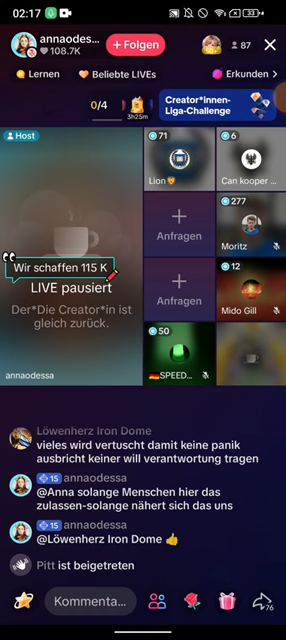 02:17
annaodes...
108.7K
+ Folgen
87
Lernen
Beliebte LIVEs
Erkunden
0/4
3h25m
Creator*innen-
Liga-Challenge
Host
71
6
Lion
Can kooper ...
Anfragen
277
Moritz
Wir schaffen 115 K
LIVE pausiert
Der*Die Creator*in ist
gleich zurück.
Anfragen
12
Mido Gill
50
SPEED...
annaodessa
Löwenherz Iron Dome
vieles wird vertuscht damit keine panik
ausbricht keiner will verantwortung tragen
15 annaodessa
@Anna solange Menschen hier das
zulassen-solange nähert sich das uns
15 annaodessa
@Löwenherz Iron Dome 👍
Pitt ist beigetreten
Kommenta...
76